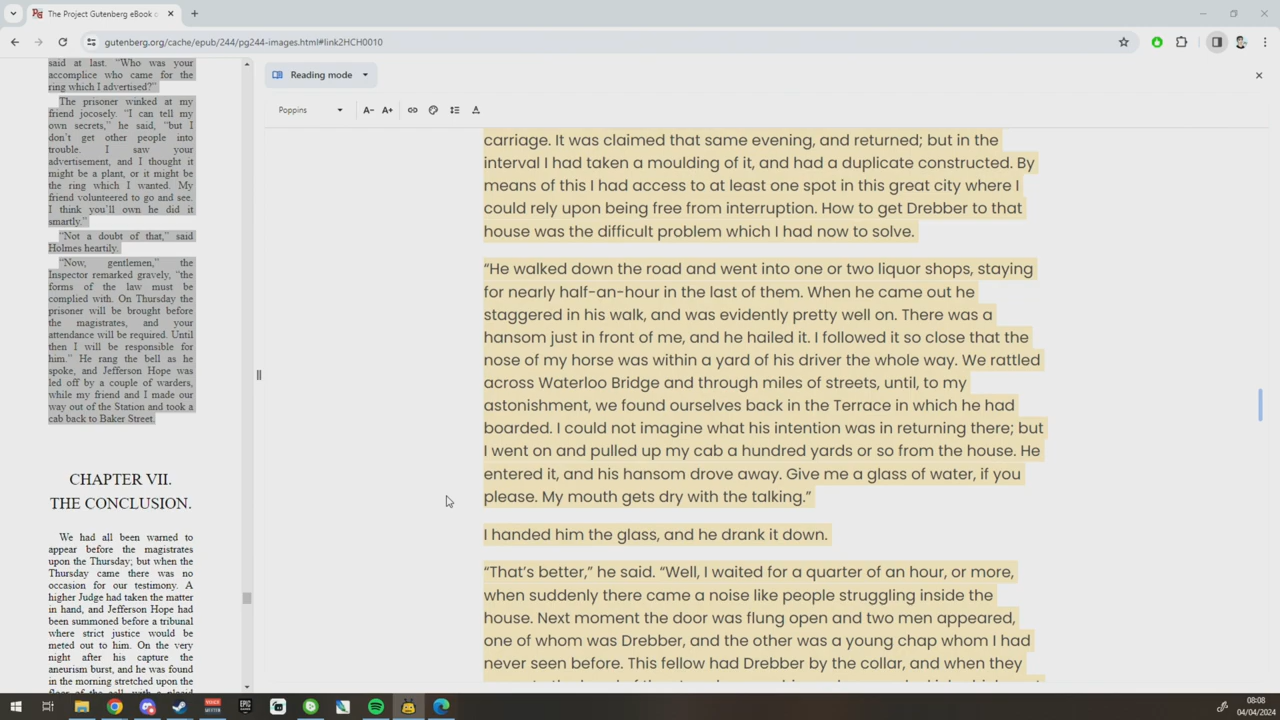 The Project Gutenberg eBook o
gutenberg.org/cache/epub/244/pg244-images.html#link2HCH0010
said at last. “Who was your
accomplice who came for the
ring which I advertised?”
The prisoner winked at my
friend jocosely. “I can tell my
own secrets,” he said, “but I
don’t get other people into
trouble. I saw your
advertisement, and I thought it
might be a plant, or it might be
the ring which I wanted. My
friend volunteered to go and see.
I think you’ll own he did it
smartly.”
“Not a doubt of that,” said
Holmes heartily.
“Now, gentlemen,” the
Inspector remarked gravely, “the
forms of the law must be
complied with. On Thursday the
prisoner will be brought before
the magistrates, and your
attendance will be required. Until
then I will be responsible for
him.” He rang the bell as he
spoke, and Jefferson Hope was
led off by a couple of warders,
while my friend and I made our
way out of the Station and took a
cab back to Baker Street.
CHAPTER VII.
THE CONCLUSION.
We had all been warned to
appear before the magistrates
upon the Thursday; but when the
Thursday came there was no
occasion for our testimony. A
higher Judge had taken the matter
in hand, and Jefferson Hope had
been summoned before a tribunal
where strict justice would be
meted out to him. On the very
night after his capture the
aneurism burst, and he was found
in the morning stretched upon the
floor of the cell, with a placid
Reading mode
Poppins
A- A+
carriage. It was claimed that same evening, and returned; but in the
interval I had taken a moulding of it, and had a duplicate constructed. By
means of this I had access to at least one spot in this great city where I
could rely upon being free from interruption. How to get Drebber to that
house was the difficult problem which I had now to solve.
“He walked down the road and went into one or two liquor shops, staying
for nearly half-an-hour in the last of them. When he came out he
staggered in his walk, and was evidently pretty well on. There was a
hansom just in front of me, and he hailed it. I followed it so close that the
nose of my horse was within a yard of his driver the whole way. We rattled
across Waterloo Bridge and through miles of streets, until, to my
astonishment, we found ourselves back in the Terrace in which he had
boarded. I could not imagine what his intention was in returning there; but
I went on and pulled up my cab a hundred yards or so from the house. He
entered it, and his hansom drove away. Give me a glass of water, if you
please. My mouth gets dry with the talking.”
I handed him the glass, and he drank it down.
“That’s better,” he said. “Well, I waited for a quarter of an hour, or more,
when suddenly there came a noise like people struggling inside the
house. Next moment the door was flung open and two men appeared,
one of whom was Drebber, and the other was a young chap whom I had
never seen before. This fellow had Drebber by the collar, and when they
08:08
04/04/2024